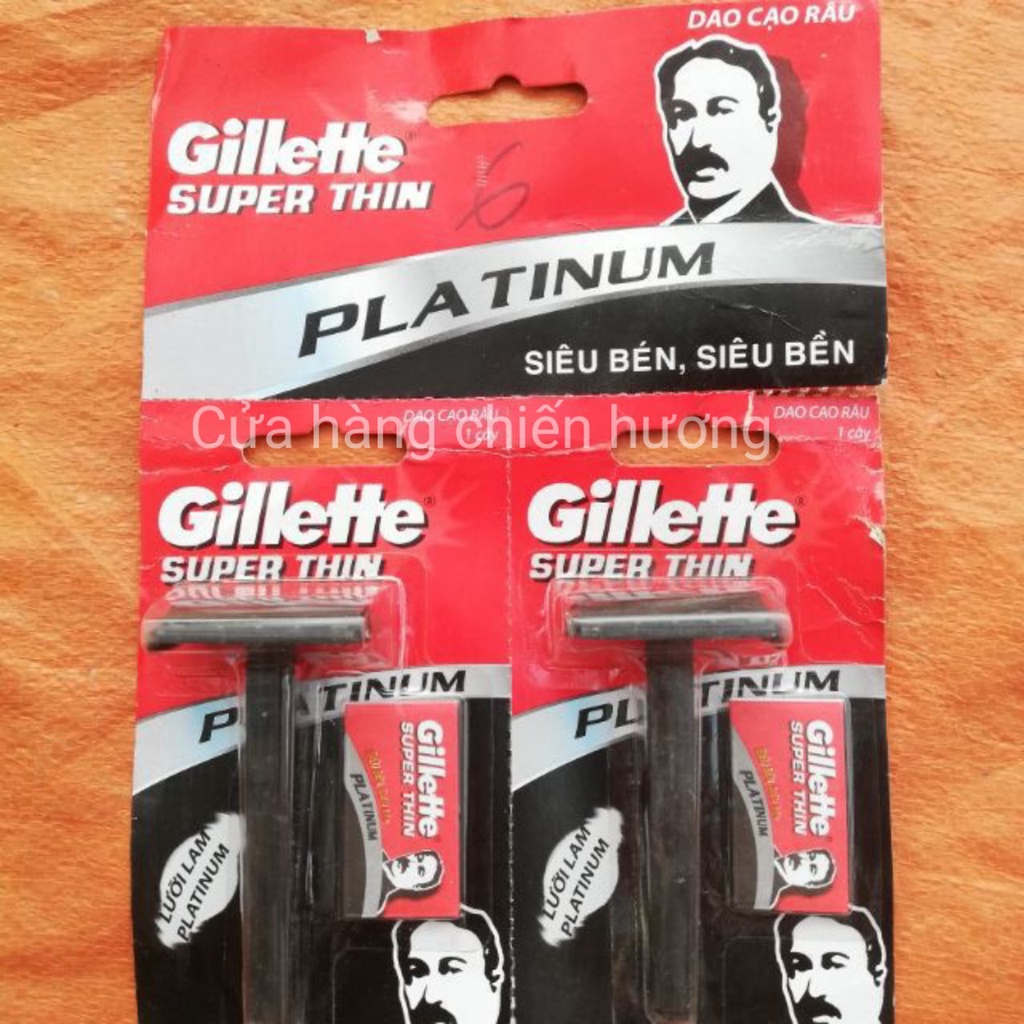 DAO CẠO RÂU
Gillette®
SUPER THIN
6
PLATINUM
SIÊU BÉN, SIÊU BỀN
Cửa hàng chiến hương
DAO CẠO RÂU
1 cây
Gillette®
SUPER THIN
PLATINUM
Gillette
SUPER THIN
PLATINUM
LƯỠI LAM
PLATINUM
DAO CẠO RÂU
1 cây
Gillette®
SUPER THIN
PLATINUM
Gillette
SUPER THIN
PLATINUM
LƯỠI LAM
PLATINUM